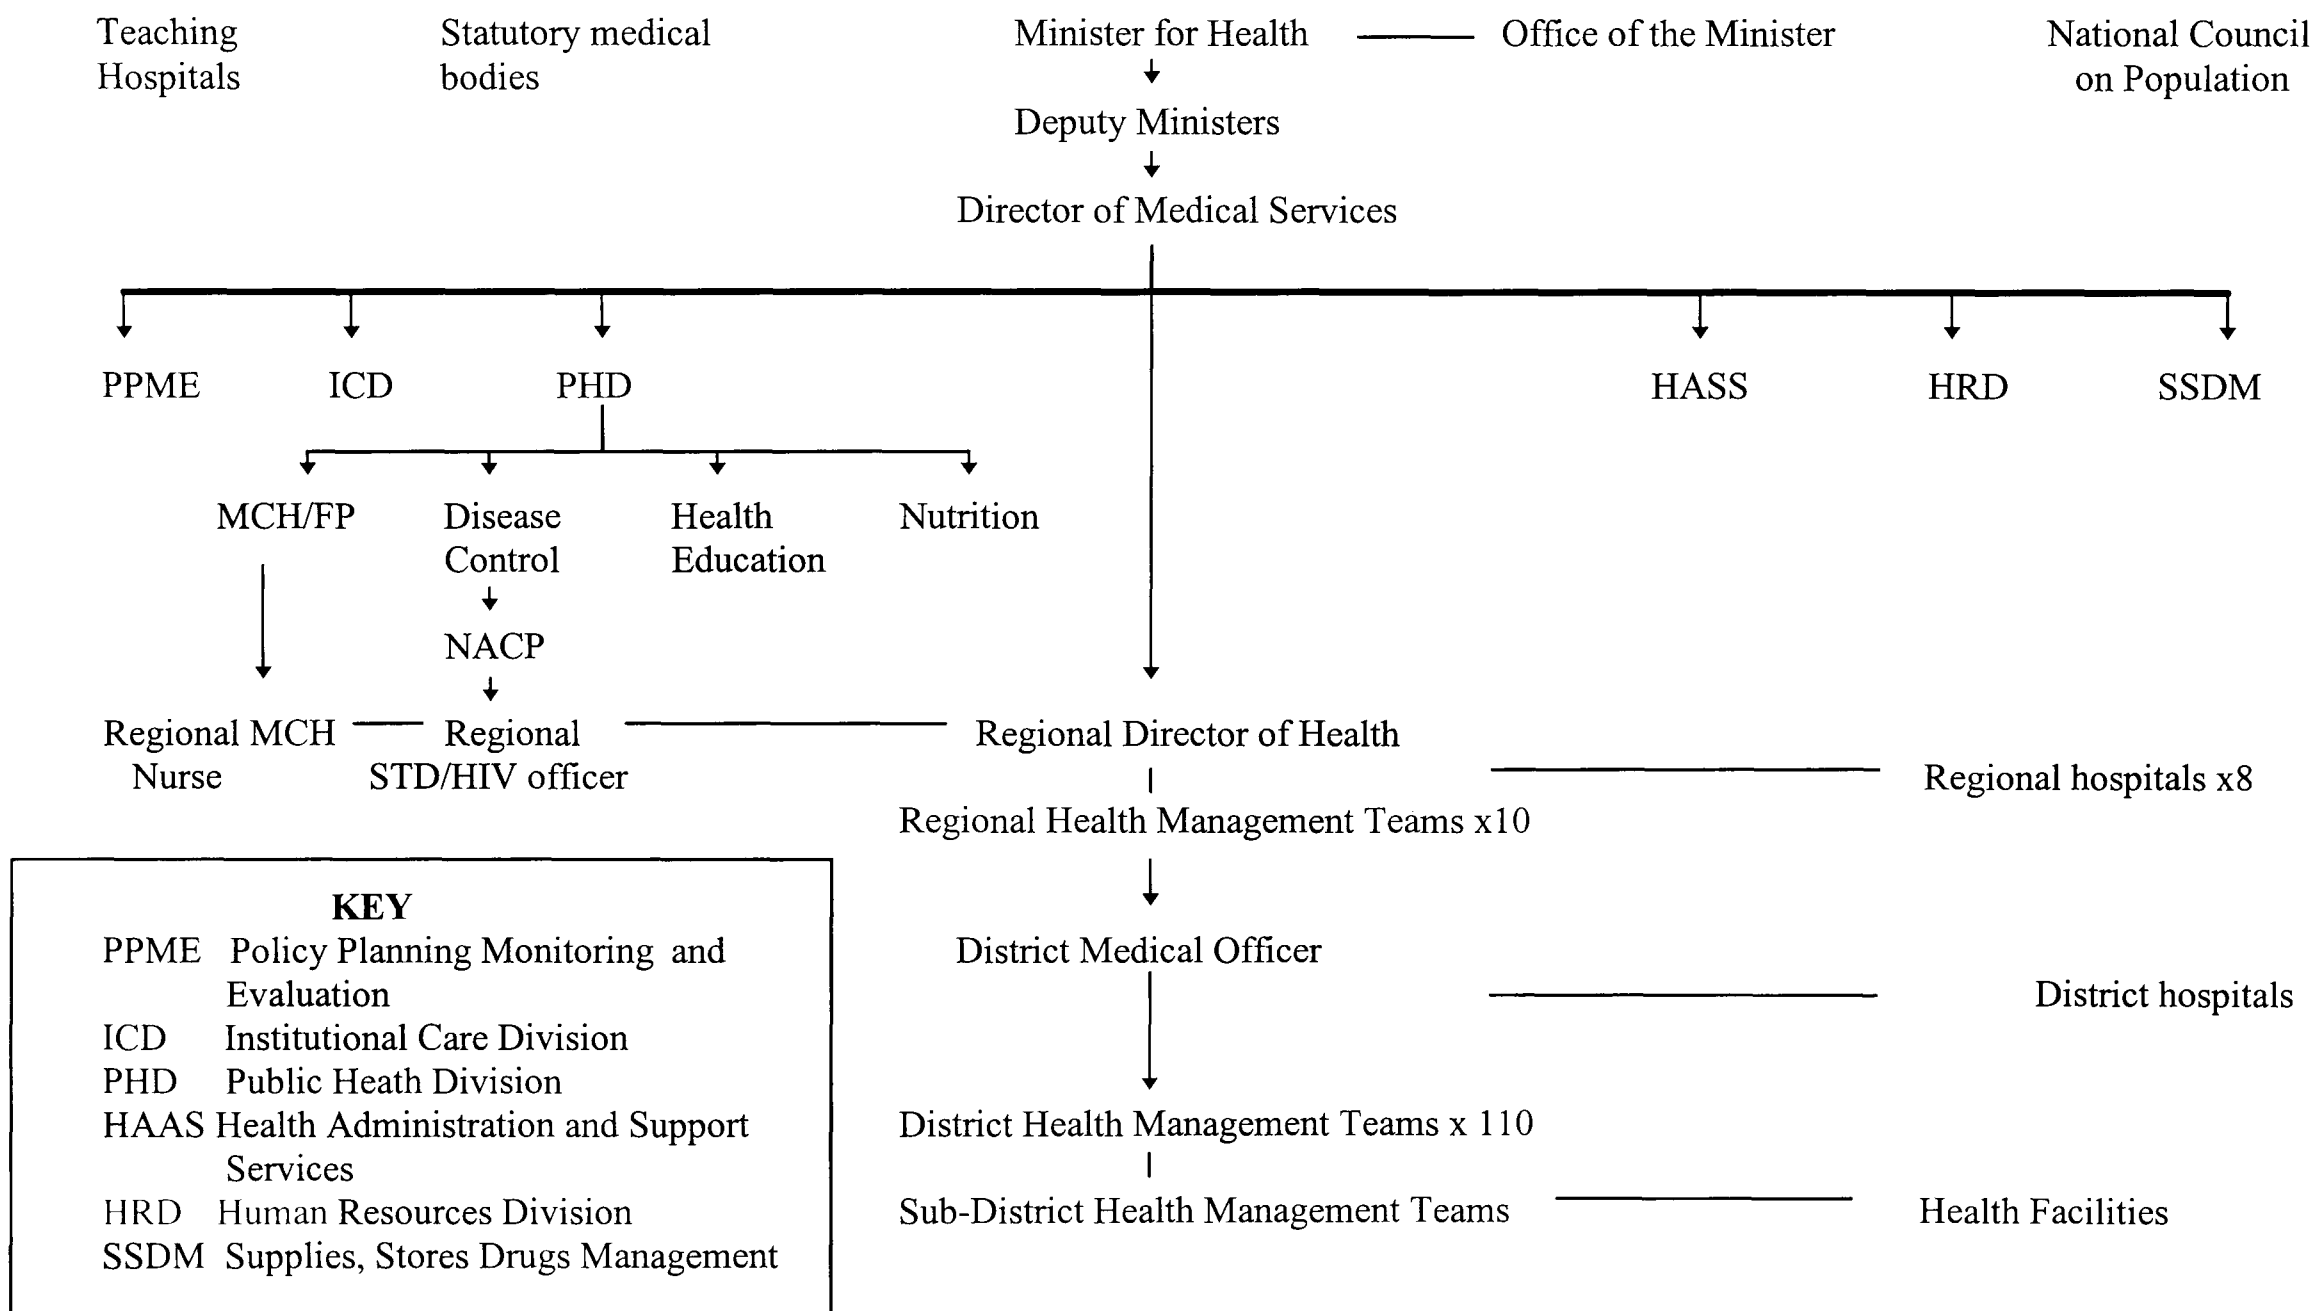 Teaching Hospitals
Statutory medical bodies
Minister for Health
Office of the Minister
National Council on Population
Deputy Ministers
Director of Medical Services
PPME
ICD
PHD
HASS
HRD
SSDM
MCH/FP
Disease Control
Health Education
Nutrition
NACP
Regional MCH Nurse
Regional STD/HIV officer
Regional Director of Health
Regional hospitals x8
Regional Health Management Teams x10
District Medical Officer
District hospitals
District Health Management Teams x 110
Sub-District Health Management Teams
Health Facilities
KEY
PPME Policy Planning Monitoring and
Evaluation
ICD Institutional Care Division
PHD Public Heath Division
HAAS Health Administration and Support
Services
HRD Human Resources Division
SSDM Supplies, Stores Drugs Management